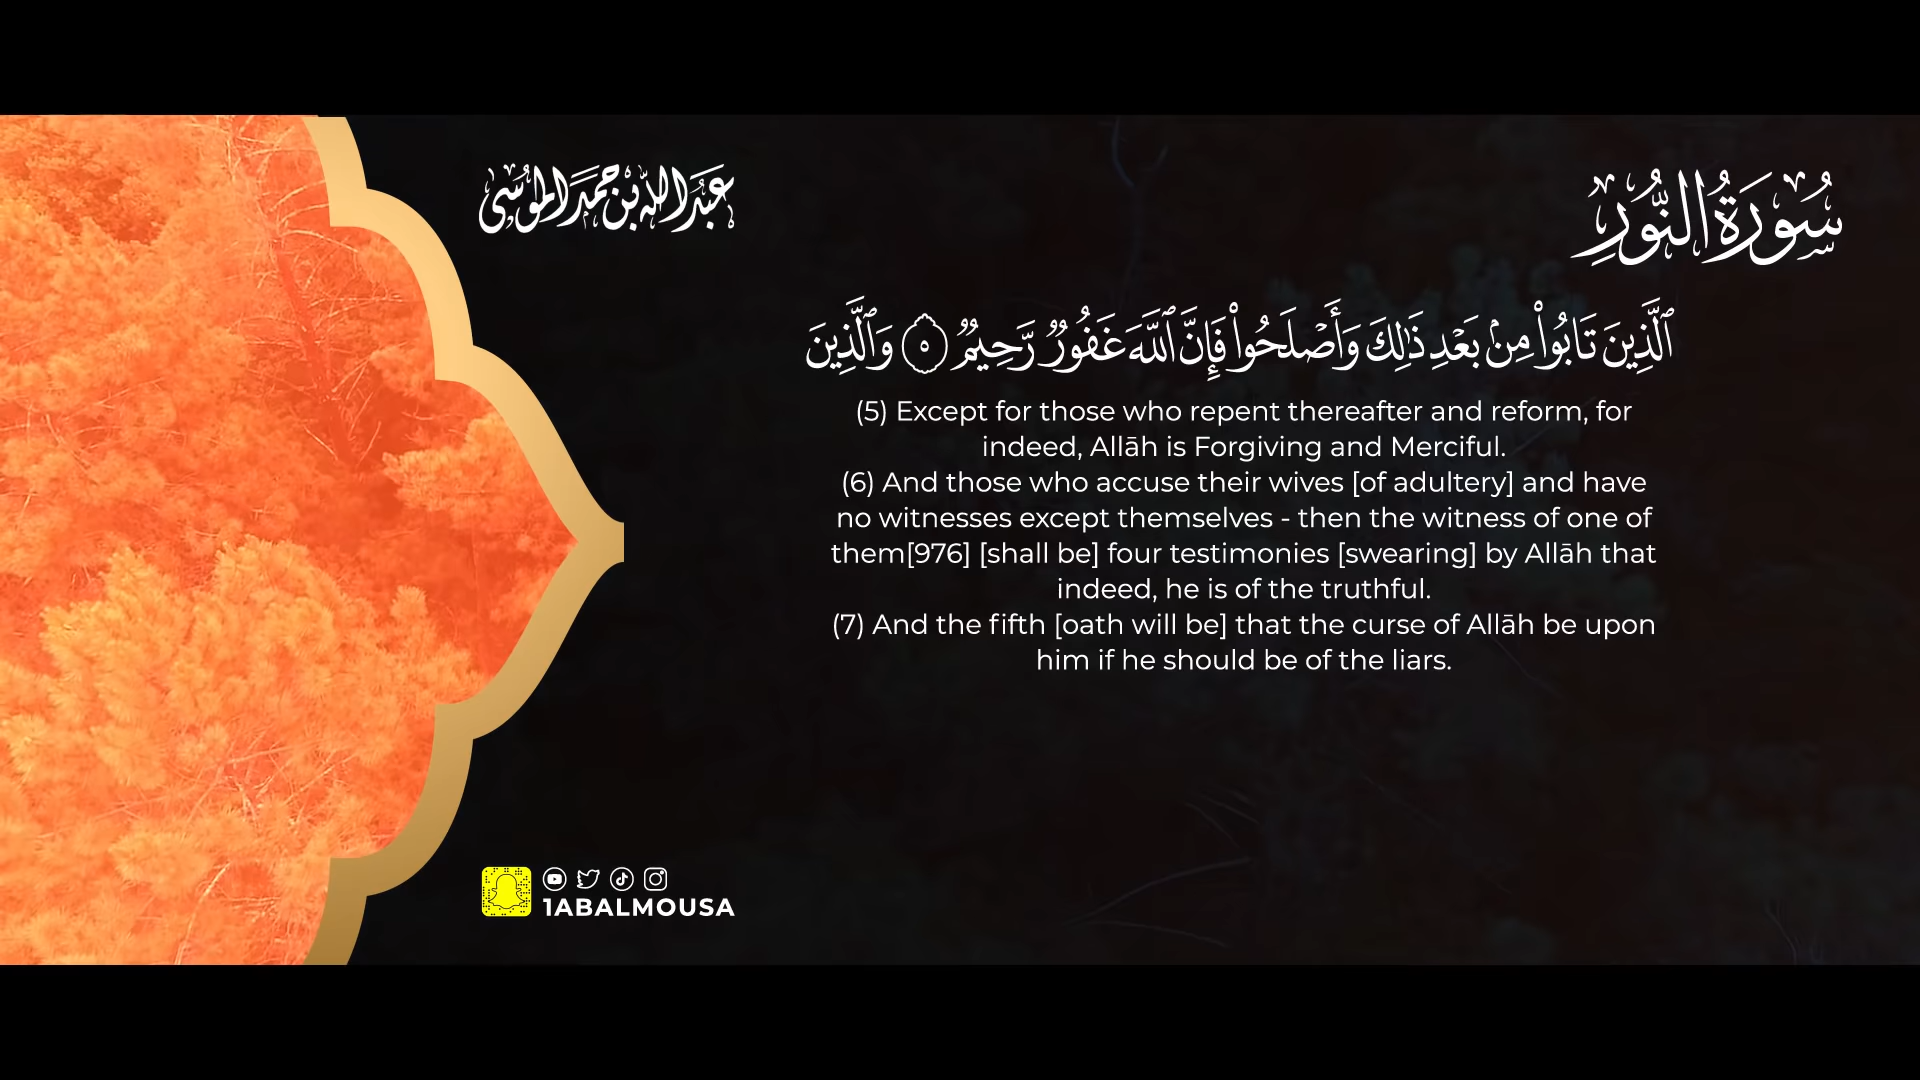 عَبْدُ اللّٰه بْن حَمَد المُوسَى
سُورَةُ النُّورِ
ٱلَّذِينَ تَابُوا۟ مِنۢ بَعْدِ ذَٰلِكَ وَأَصْلَحُوا۟ فَإِنَّ ٱللَّهَ غَفُورٌ رَّحِيمٌ ٥ وَٱلَّذِينَ
(5) Except for those who repent thereafter and reform, for
indeed, Allāh is Forgiving and Merciful.
(6) And those who accuse their wives [of adultery] and have
no witnesses except themselves - then the witness of one of
them[976] [shall be] four testimonies [swearing] by Allāh that
indeed, he is of the truthful.
(7) And the fifth [oath will be] that the curse of Allāh be upon
him if he should be of the liars.
1ABALMOUSA